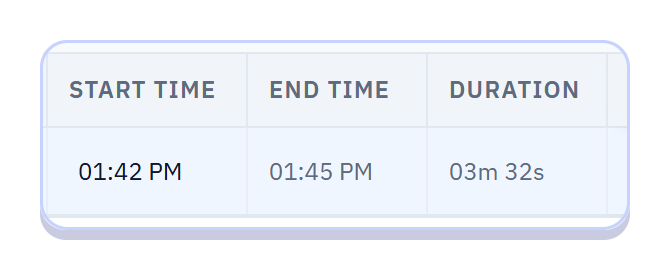 START TIME END TIME DURATION
01:42 PM 01:45 PM 03m 32s